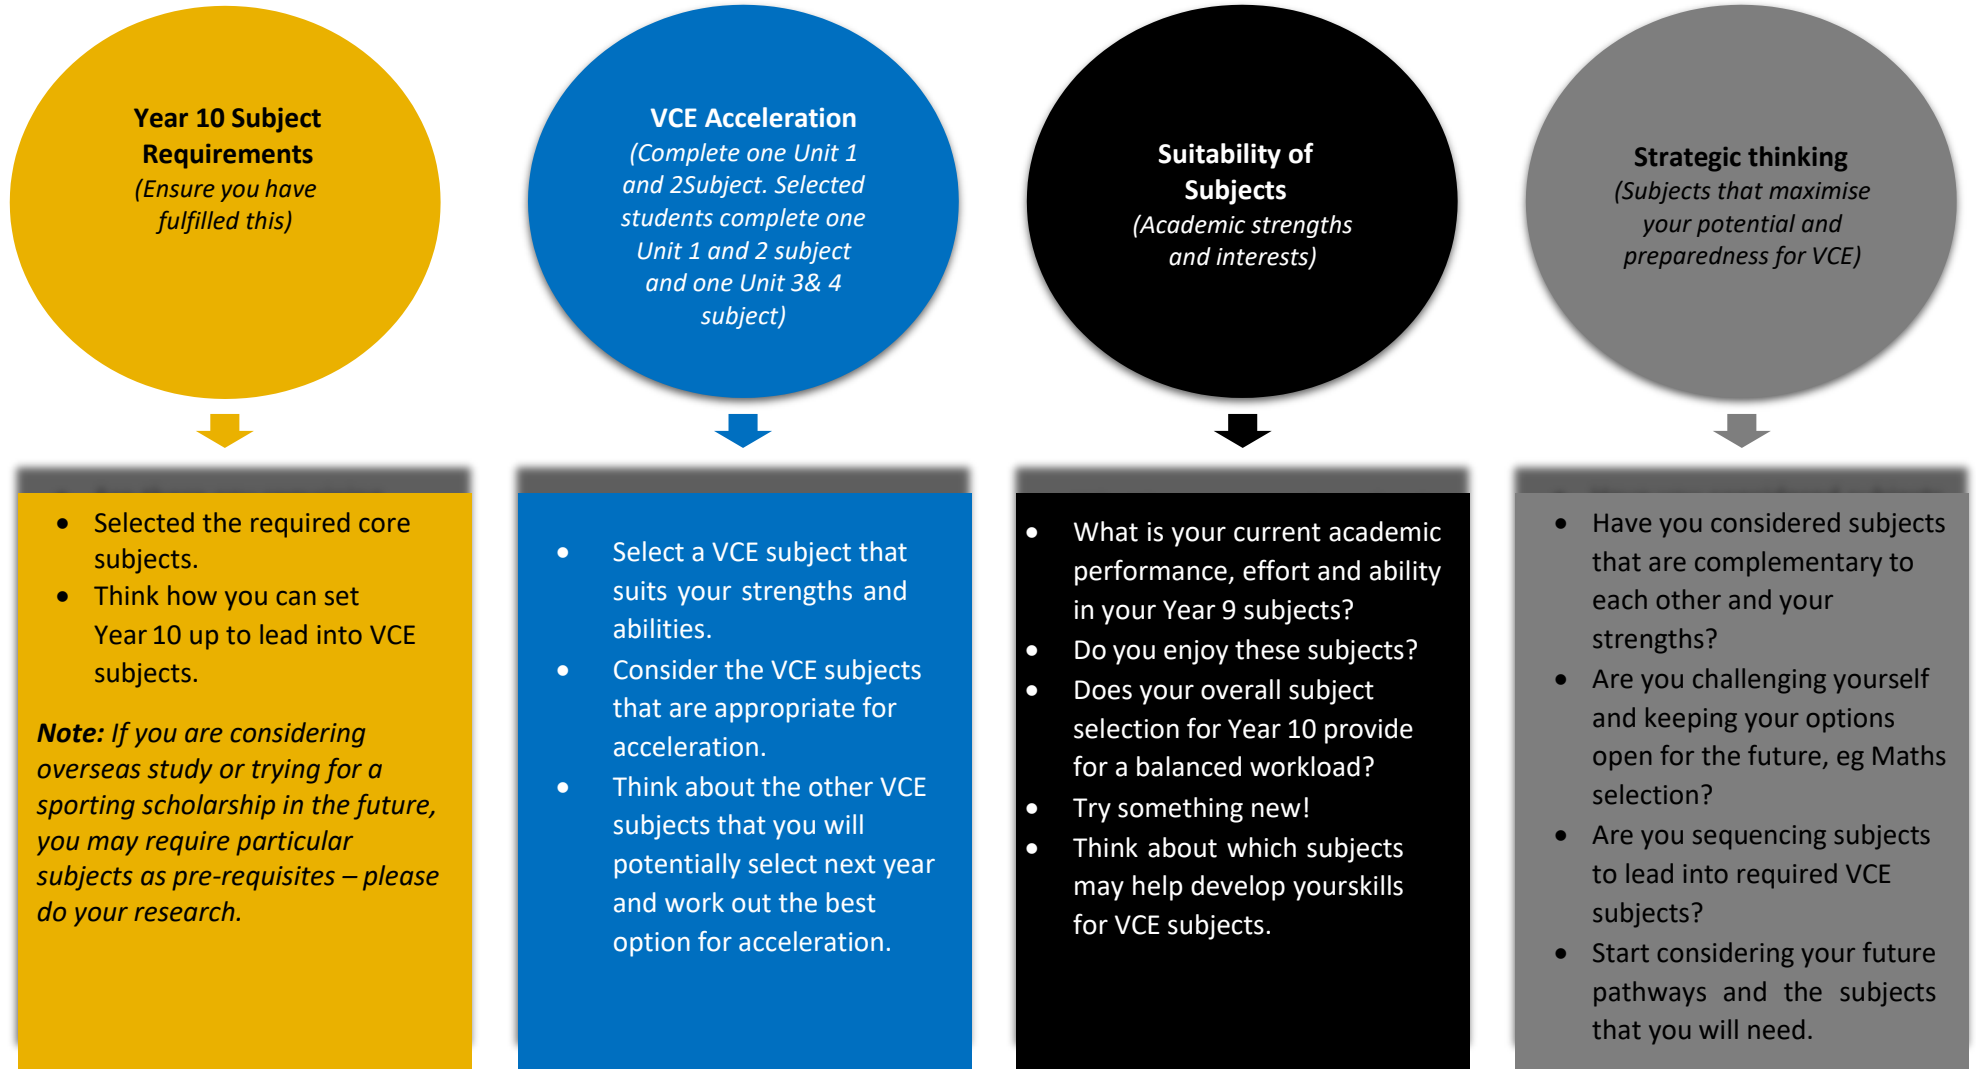 Year 10 Subject
Requirements
(Ensure you have
fulfilled this)
VCE Acceleration
(Complete one Unit 1
and 2Subject. Selected
students complete one
Unit 1 and 2 subject
and one Unit 3& 4
subject)
Suitability of
Subjects
(Academic strengths
and interests)
Strategic thinking
(Subjects that maximise
your potential and
preparedness for VCE)
• Selected the required core
subjects.
• Think how you can set
Year 10 up to lead into VCE
subjects.
Note: If you are considering
overseas study or trying for a
sporting scholarship in the future,
you may require particular
subjects as pre-requisites – please
do your research.
• Select a VCE subject that
suits your strengths and
abilities.
• Consider the VCE subjects
that are appropriate for
acceleration.
• Think about the other VCE
subjects that you will
potentially select next year
and work out the best
option for acceleration.
• What is your current academic
performance, effort and ability
in your Year 9 subjects?
• Do you enjoy these subjects?
• Does your overall subject
selection for Year 10 provide
for a balanced workload?
• Try something new!
• Think about which subjects
may help develop yourskills
for VCE subjects.
• Have you considered subjects
that are complementary to
each other and your
strengths?
• Are you challenging yourself
and keeping your options
open for the future, eg Maths
selection?
• Are you sequencing subjects
to lead into required VCE
subjects?
• Start considering your future
pathways and the subjects
that you will need.